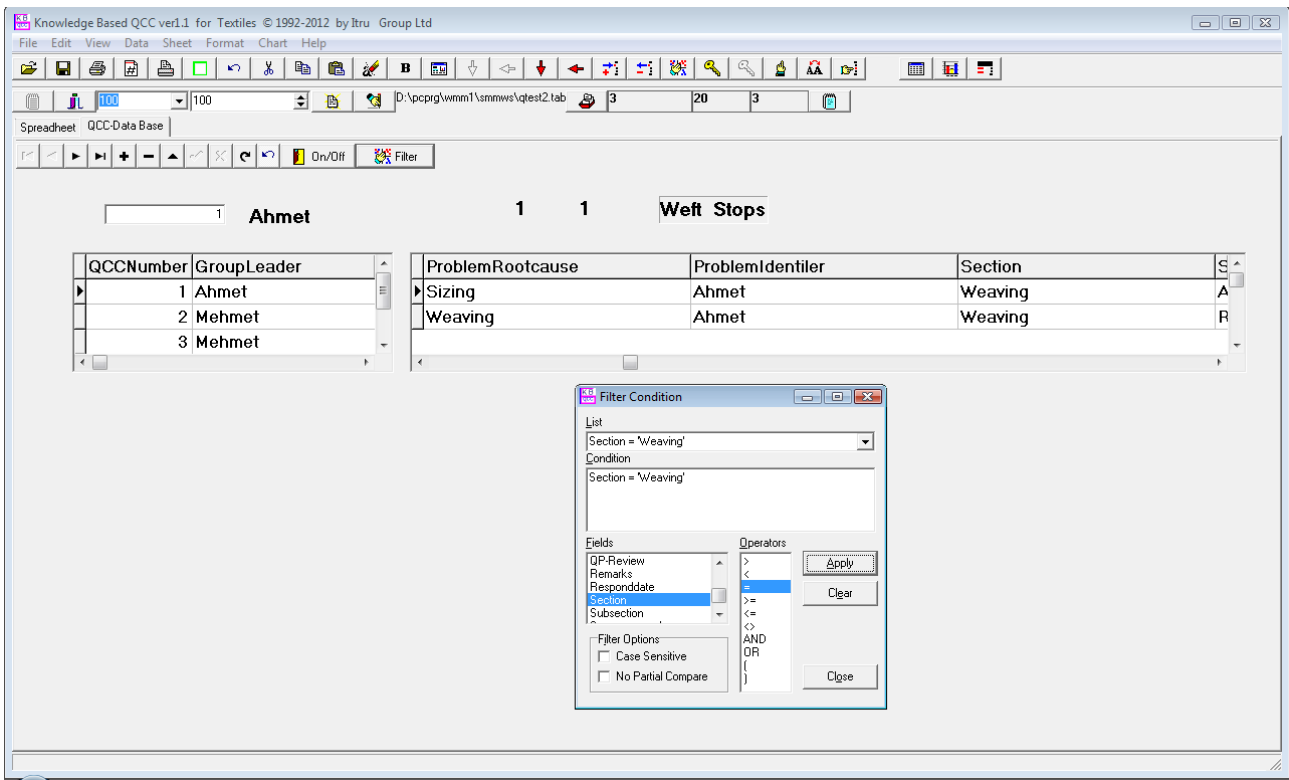 Knowledge Based QCC ver1.1 for Textiles © 1992-2012 by Itru Group Ltd
File Edit View Data Sheet Format Chart Help
100 100 D:\pcprg\wmm1\smmws\qtest2.tab 3 20 3
Spreadheet QCC-Data Base
On/Off Filter
1 Ahmet 1 1 Weft Stops
QCCNumber GroupLeader ProblemRootcause ProblemIdentiler Section S
1 Ahmet Sizing Ahmet Weaving A
2 Mehmet Weaving Ahmet Weaving R
3 Mehmet
Filter Condition
List
Section = 'Weaving'
Condition
Section = 'Weaving'
Fields Operators
QP-Review
Remarks
Responddate
Section
Subsection
>
<
=
>=
<=
<>
AND
OR
(
)
Apply
Clear
Filter Options
Case Sensitive
No Partial Compare
Close